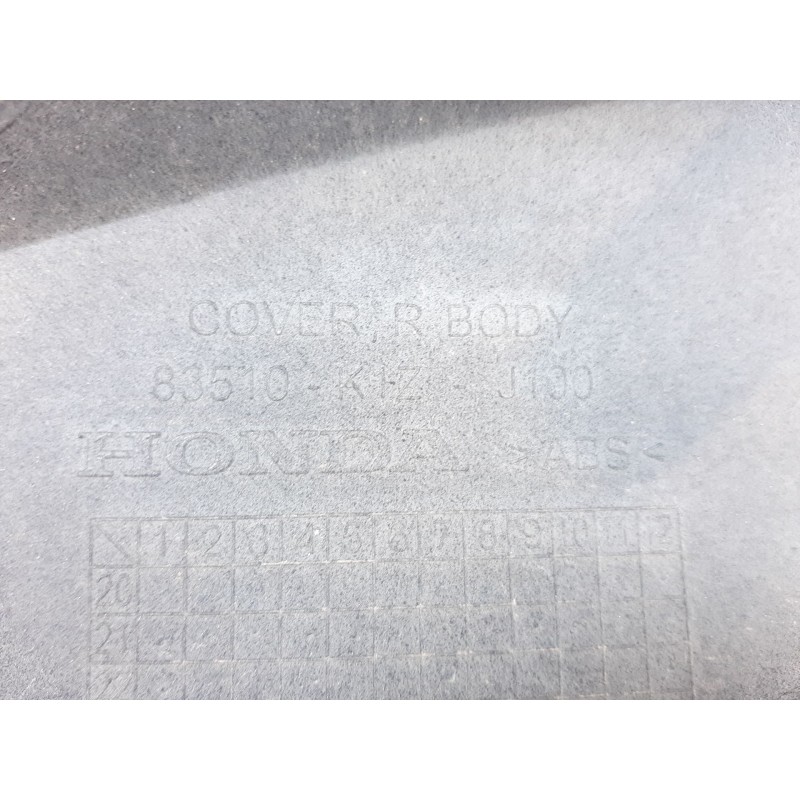 COVER,R BODY
83510-K1Z-J100
HONDA >ABS<
1 2 3 4 5 6 7 8 9 10 11 12
20
21
22